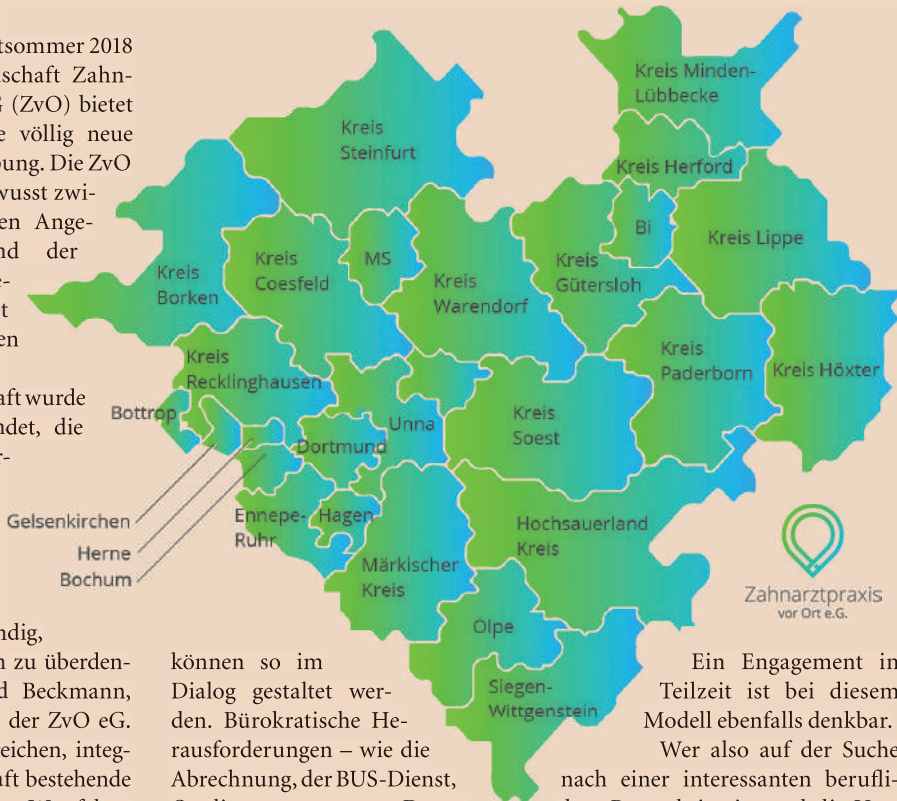 tsommer 2018
schaft Zahn-
G (ZvO) bietet
e völlig neue
bung. Die ZvO
wusst zwi-
en Ange-
nd der
e-
t
en
aft wurde
ndet, die
r-
ndig,
n zu überden-
d Beckmann,
der ZvO eG.
reichen, integ-
aft bestehende
Kreis Minden-
Lübbecke
Kreis
Steinfurt
Kreis Herford
Bi
Kreis Lippe
MS
Kreis
Borken
Kreis
Coesfeld
Kreis
Warendorf
Kreis
Gütersloh
Kreis
Recklinghausen
Kreis
Paderborn
Kreis Höxter
Bottrop
Unna
Kreis
Soest
Dortmund
Gelsenkirchen
Herne
Bochum
Ennepe-
Ruhr
Hagen
Hochsauerland
Kreis
Märkischer
Kreis
Olpe
Siegen-
Wittgenstein
Zahnarztpraxis
vor Ort e.G.
können so im
Dialog gestaltet wer-
den. Bürokratische He-
rausforderungen – wie die
Abrechnung, der BUS-Dienst,
Ein Engagement in
Teilzeit ist bei diesem
Modell ebenfalls denkbar.
Wer also auf der Suche
nach einer interessanten berufli-